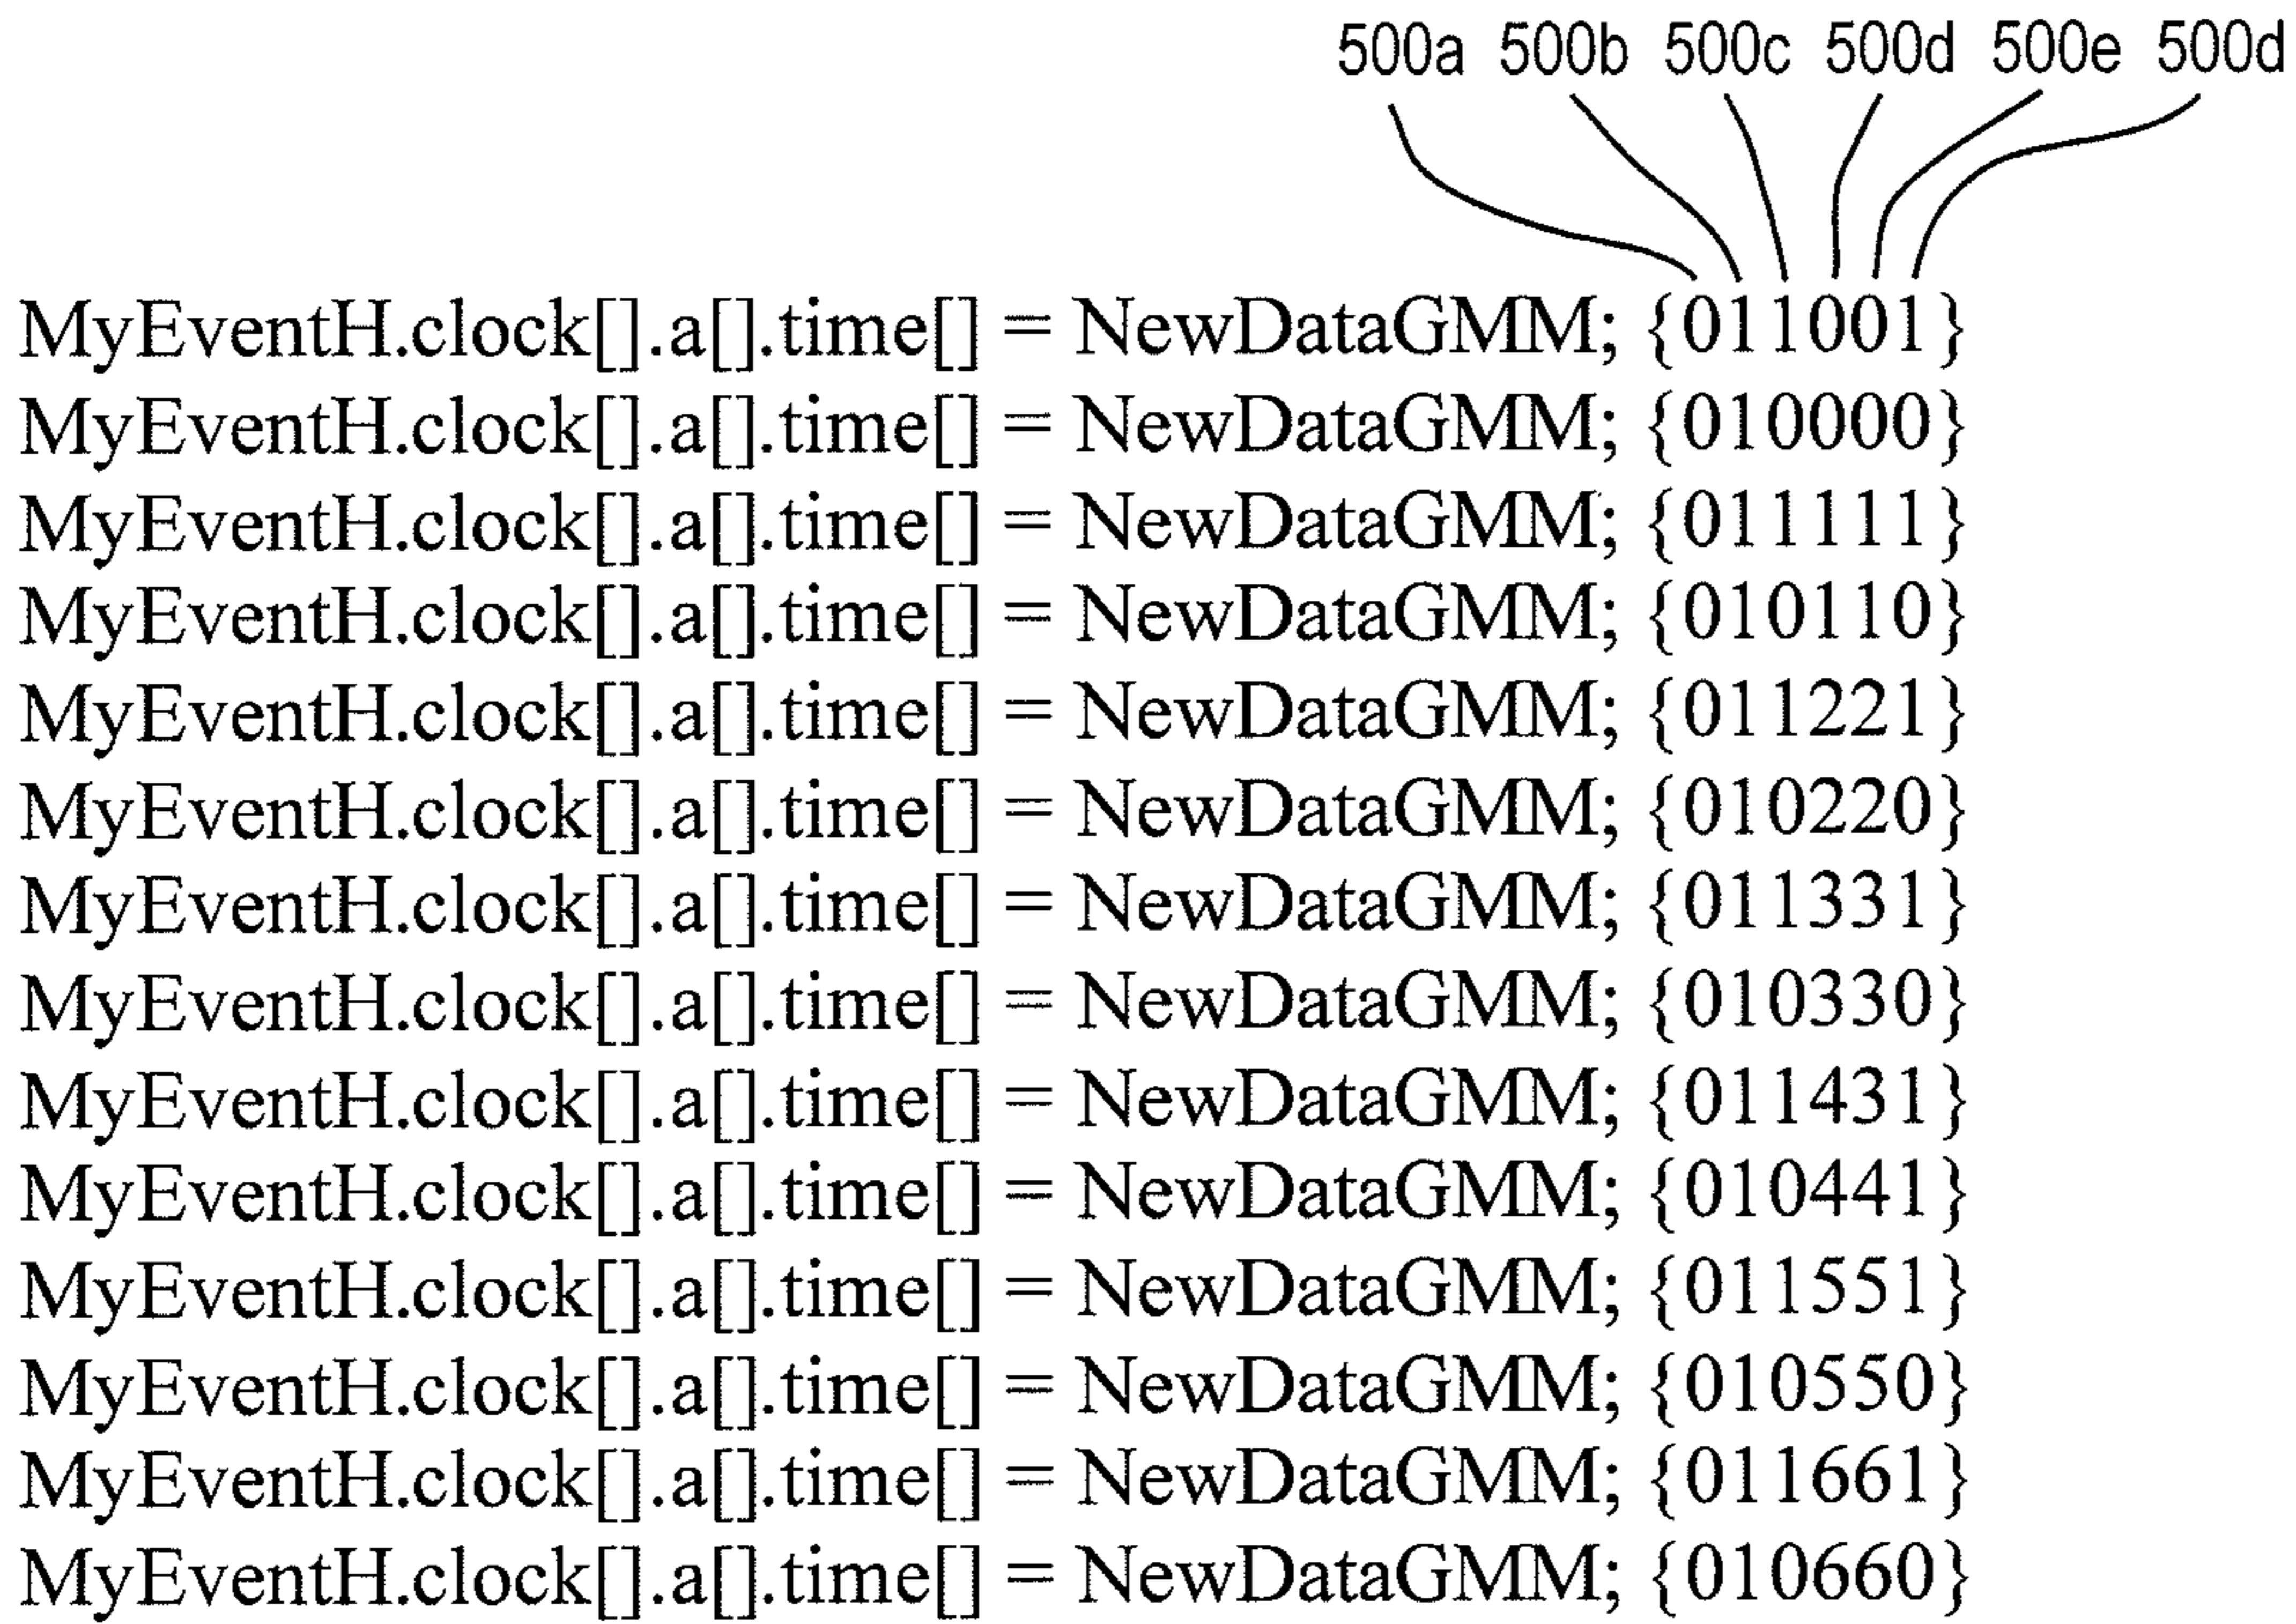 500a 500b 500c 500d 500e 500d
MyEventH.clock[].a[].time[] = NewDataGMM; {011001}
MyEventH.clock[].a[].time[] = NewDataGMM; {010000}
MyEventH.clock[].a[].time[] = NewDataGMM; {011111}
MyEventH.clock[].a[].time[] = NewDataGMM; {010110}
MyEventH.clock[].a[].time[] = NewDataGMM; {011221}
MyEventH.clock[].a[].time[] = NewDataGMM; {010220}
MyEventH.clock[].a[].time[] = NewDataGMM; {011331}
MyEventH.clock[].a[].time[] = NewDataGMM; {010330}
MyEventH.clock[].a[].time[] = NewDataGMM; {011431}
MyEventH.clock[].a[].time[] = NewDataGMM; {010441}
MyEventH.clock[].a[].time[] = NewDataGMM; {011551}
MyEventH.clock[].a[].time[] = NewDataGMM; {010550}
MyEventH.clock[].a[].time[] = NewDataGMM; {011661}
MyEventH.clock[].a[].time[] = NewDataGMM; {010660}